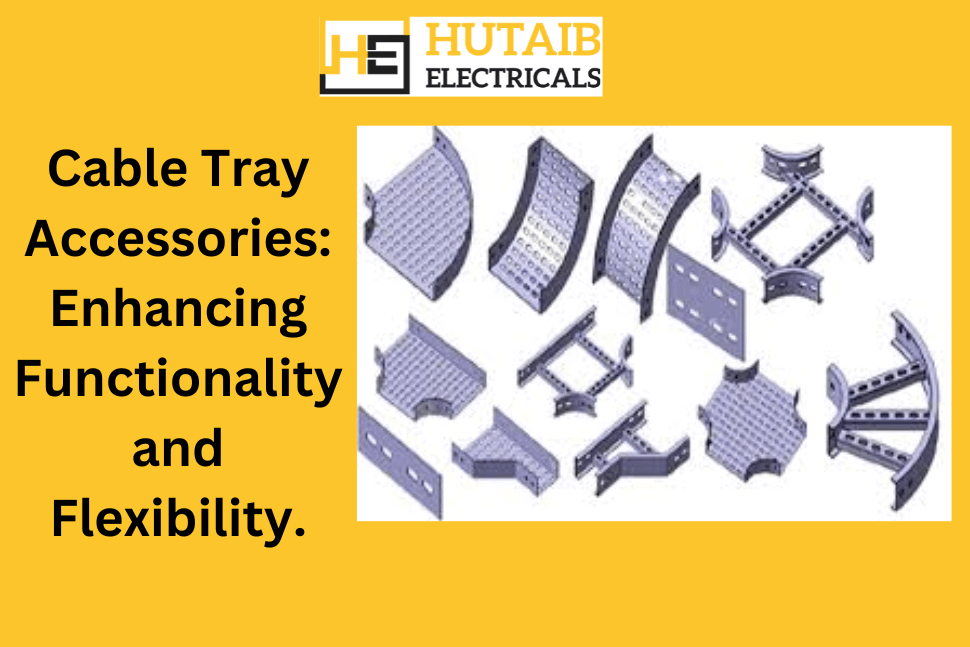 HE
HUTAIB
ELECTRICALS
Cable Tray
Accessories:
Enhancing
Functionality
and
Flexibility.